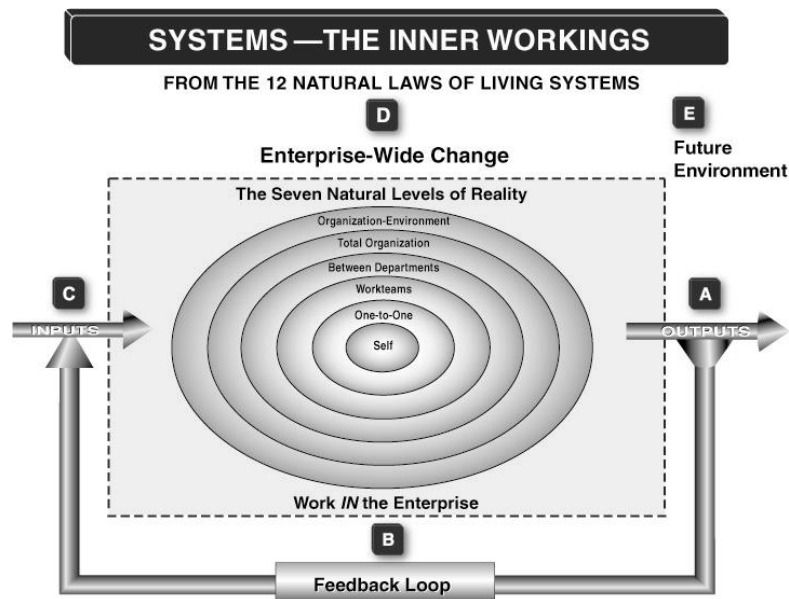 SYSTEMS—THE INNER WORKINGS
FROM THE 12 NATURAL LAWS OF LIVING SYSTEMS
D
E
Enterprise-Wide Change
Future
Environment
The Seven Natural Levels of Reality
Organization-Environment
Total Organization
Between Departments
Workteams
One-to-One
Self
C
INPUTS
A
OUTPUTS
Work IN the Enterprise
B
Feedback Loop